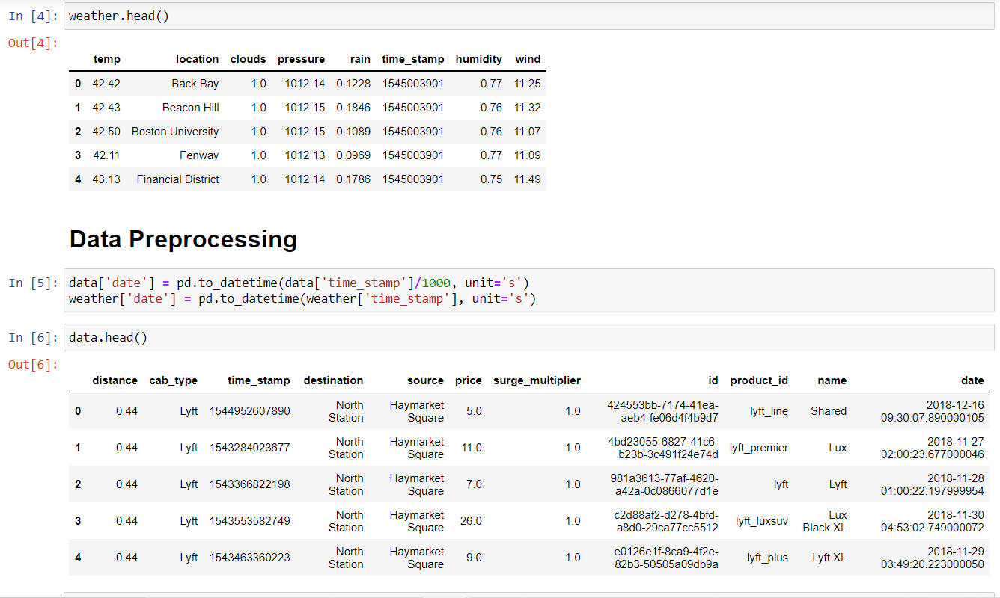 In [4]: weather.head()
Out[4]:
temp location clouds pressure rain time_stamp humidity wind
0 42.42 Back Bay 1.0 1012.14 0.1228 1545003901 0.77 11.25
1 42.43 Beacon Hill 1.0 1012.15 0.1846 1545003901 0.76 11.32
2 42.50 Boston University 1.0 1012.15 0.1089 1545003901 0.76 11.07
3 42.11 Fenway 1.0 1012.13 0.0969 1545003901 0.77 11.09
4 43.13 Financial District 1.0 1012.14 0.1786 1545003901 0.75 11.49
Data Preprocessing
In [5]: data['date'] = pd.to_datetime(data['time_stamp']/1000, unit='s')
weather['date'] = pd.to_datetime(weather['time_stamp'], unit='s')
In [6]: data.head()
Out[6]:
distance cab_type time_stamp destination source price surge_multiplier id product_id name date
0 0.44 Lyft 1544952607890 North Station Haymarket Square 5.0 1.0 424553bb-7174-41ea-aeb4-fe06d4f4b9d7 lyft_line Shared 2018-12-16 09:30:07.890000105
1 0.44 Lyft 1543284023677 North Station Haymarket Square 11.0 1.0 4bd23055-6827-41c6-b23b-3c491f24e74d lyft_premier Lux 2018-11-27 02:00:23.677000046
2 0.44 Lyft 1543366822198 North Station Haymarket Square 7.0 1.0 981a3613-77af-4620-a42a-0c0866077d1e lyft Lyft 2018-11-28 01:00:22.197999954
3 0.44 Lyft 1543553582749 North Station Haymarket Square 26.0 1.0 c2d88af2-d278-4bfd-a8d0-29ca77cc5512 lyft_luxsuv Lux Black XL 2018-11-30 04:53:02.749000072
4 0.44 Lyft 1543463360223 North Station Haymarket Square 9.0 1.0 e0126e1f-8ca9-4f2e-82b3-50505a09db9a lyft_plus Lyft XL 2018-11-29 03:49:20.223000050